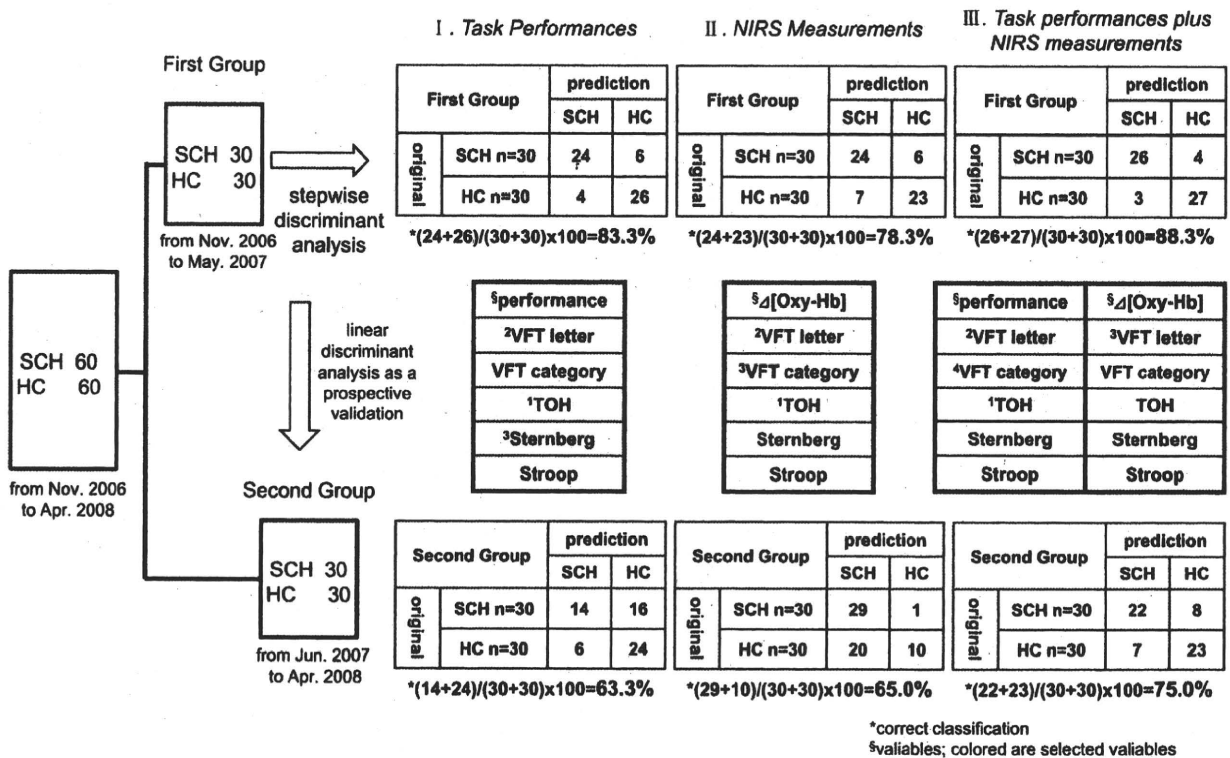 First Group
SCH 30
HC 30
from Nov. 2006
to May. 2007
stepwise
discriminant
analysis
SCH 60
HC 60
from Nov. 2006
to Apr. 2008
linear
discriminant
analysis as a
prospective
validation
Second Group
SCH 30
HC 30
from Jun. 2007
to Apr. 2008
Ⅰ. Task Performances
First Group
prediction
SCH HC
original
SCH n=30 24 6
HC n=30 4 26
*(24+26)/(30+30)x100=83.3%
§performance
²VFT letter
VFT category
¹TOH
³Sternberg
Stroop
Second Group
prediction
SCH HC
original
SCH n=30 14 16
HC n=30 6 24
*(14+24)/(30+30)x100=63.3%
Ⅱ. NIRS Measurements
First Group
prediction
SCH HC
original
SCH n=30 24 6
HC n=30 7 23
*(24+23)/(30+30)x100=78.3%
§⊿[Oxy-Hb]
²VFT letter
³VFT category
¹TOH
Sternberg
Stroop
Second Group
prediction
SCH HC
original
SCH n=30 29 1
HC n=30 20 10
*(29+10)/(30+30)x100=65.0%
Ⅲ. Task performances plus
NIRS measurements
First Group
prediction
SCH HC
original
SCH n=30 26 4
HC n=30 3 27
*(26+27)/(30+30)x100=88.3%
§performance §⊿[Oxy-Hb]
²VFT letter ³VFT letter
⁴VFT category VFT category
¹TOH TOH
Sternberg Sternberg
Stroop Stroop
Second Group
prediction
SCH HC
original
SCH n=30 22 8
HC n=30 7 23
*(22+23)/(30+30)x100=75.0%
*correct classification
§valiables; colored are selected valiables